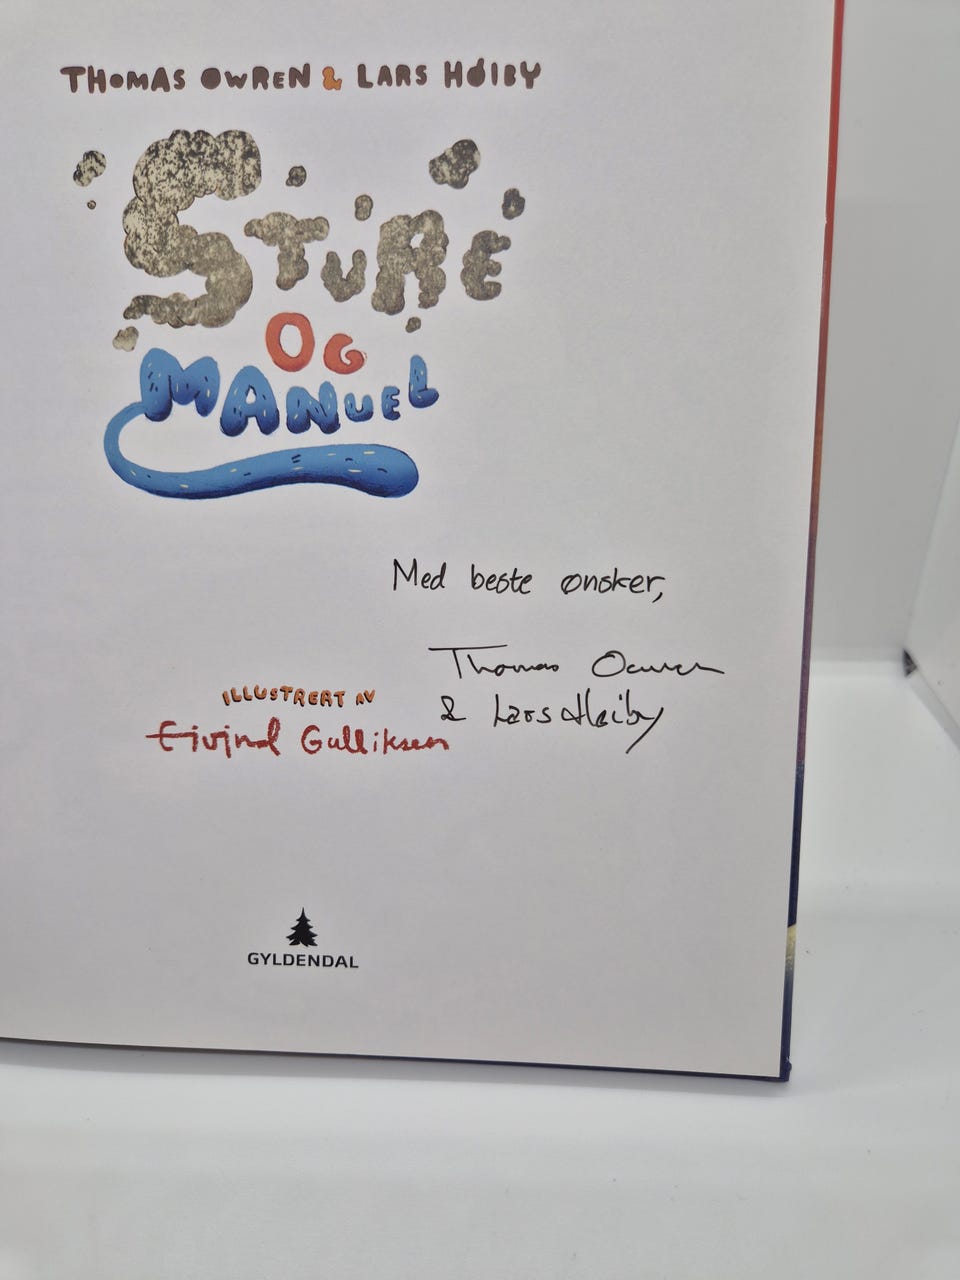 THOMAS OWREN & LARS HØIBY
STURE
OG
MANUEL
Med beste ønsker,
Thomas Owren
& Lars Høiby
ILLUSTRERT AV
Eivind Gulliksen
GYLDENDAL